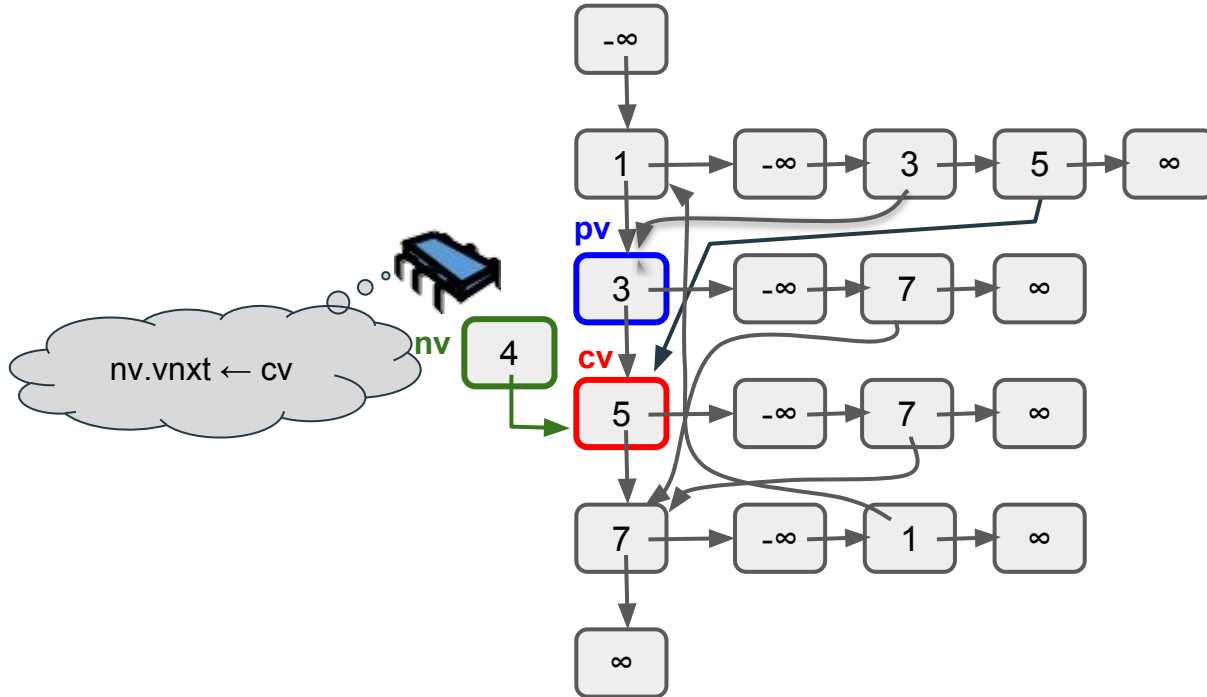 -∞
1 -∞ 3 5 ∞
pv
3 -∞ 7 ∞
nv 4
nv.vnxt ← cv
cv
5 -∞ 7 ∞
7 -∞ 1 ∞
∞